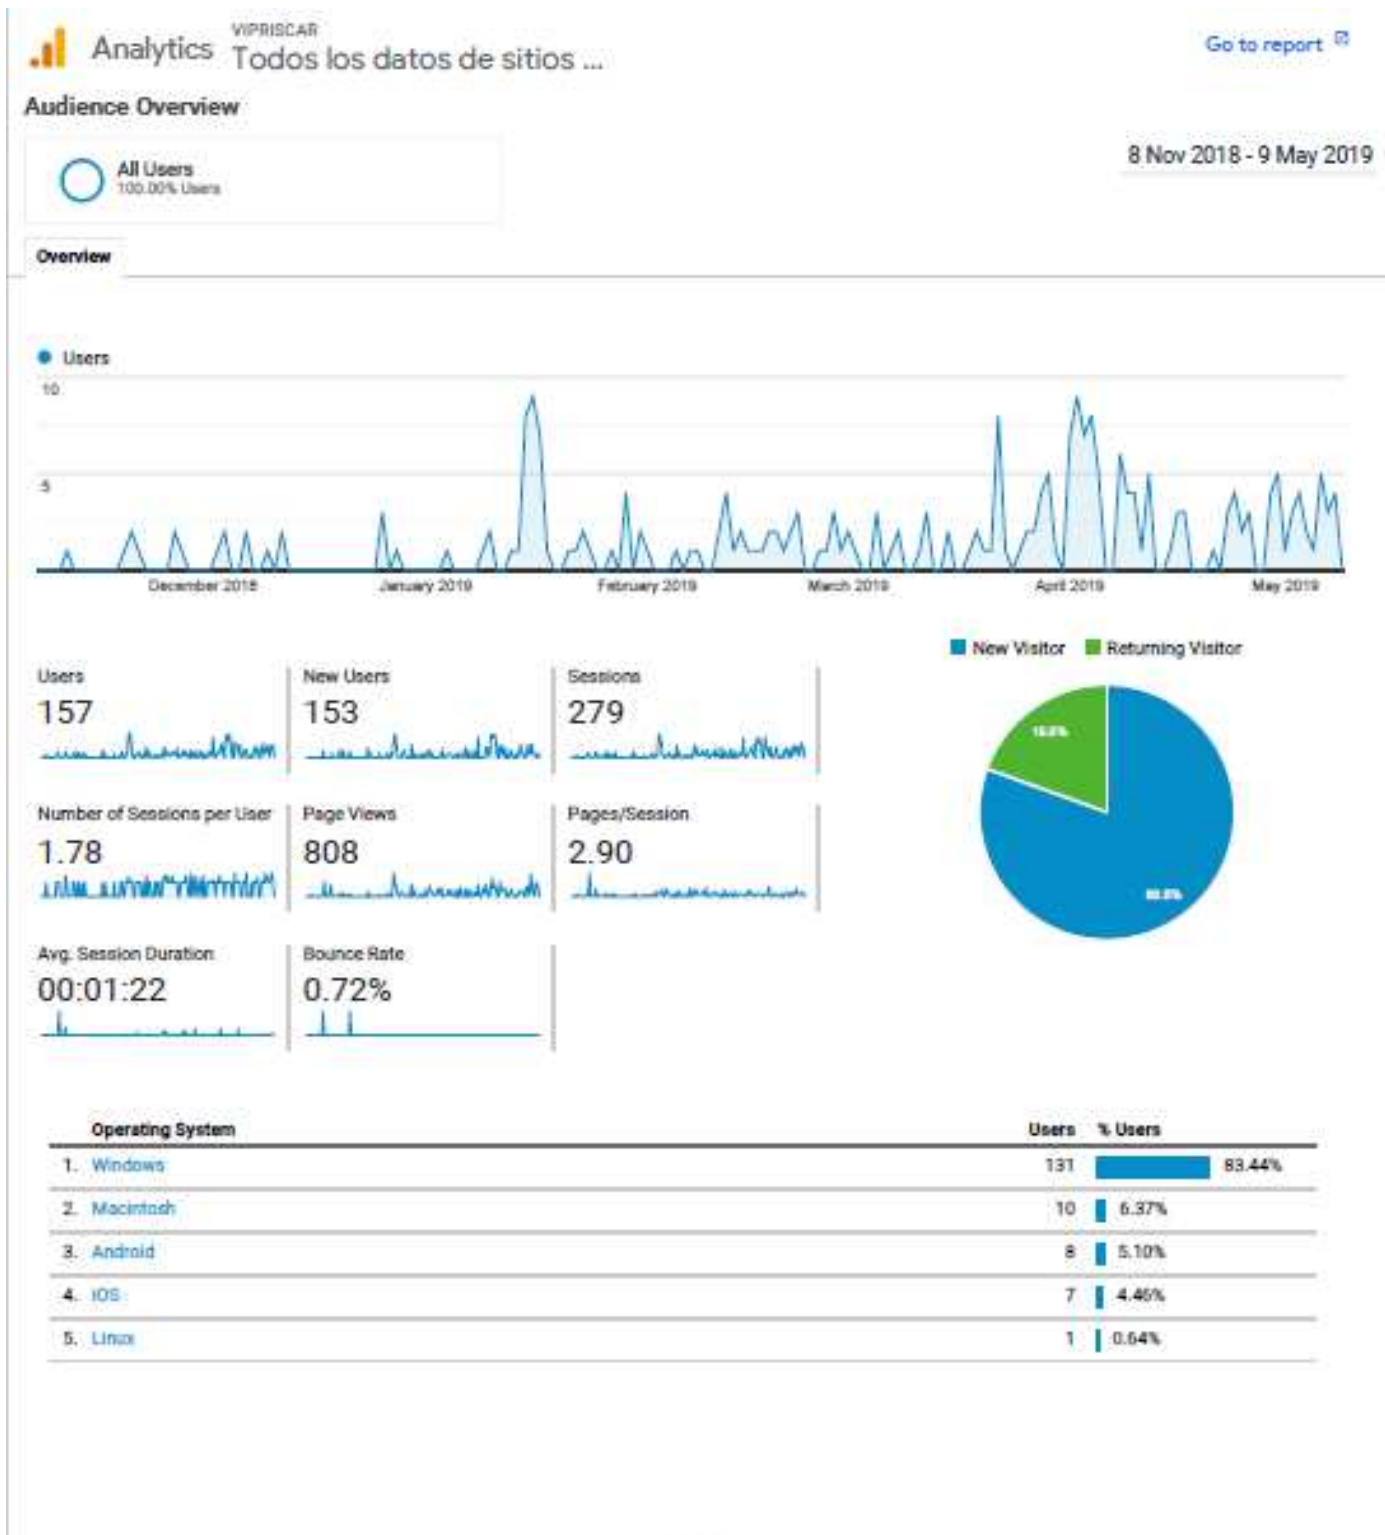 VIPRISCAR
Analytics Todos los datos de sitios ...
Go to report
Audience Overview
All Users
100.00% Users
8 Nov 2018 - 9 May 2019
Overview
Users
10
5
December 2018 January 2019 February 2019 March 2019 April 2019 May 2019
New Visitor Returning Visitor
Users New Users Sessions
157 153 279
Number of Sessions per User Page Views Pages/Session
1.78 808 2.90
Avg. Session Duration Bounce Rate
00:01:22 0.72%
Operating System Users % Users
1. Windows 131 83.44%
2. Macintosh 10 6.37%
3. Android 8 5.10%
4. iOS 7 4.46%
5. Linux 1 0.64%